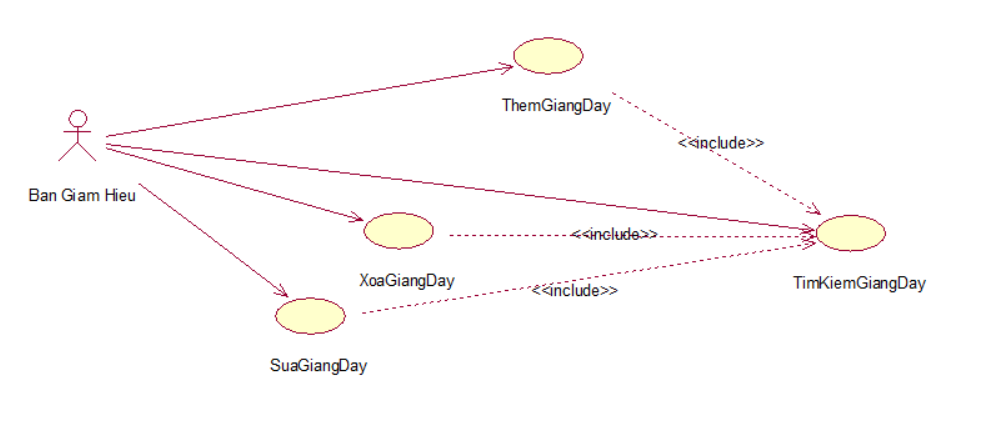 ThemGiangDay
<<include>>
Ban Giam Hieu
<<include>>
XoaGiangDay
TimKiemGiangDay
<<include>>
SuaGiangDay